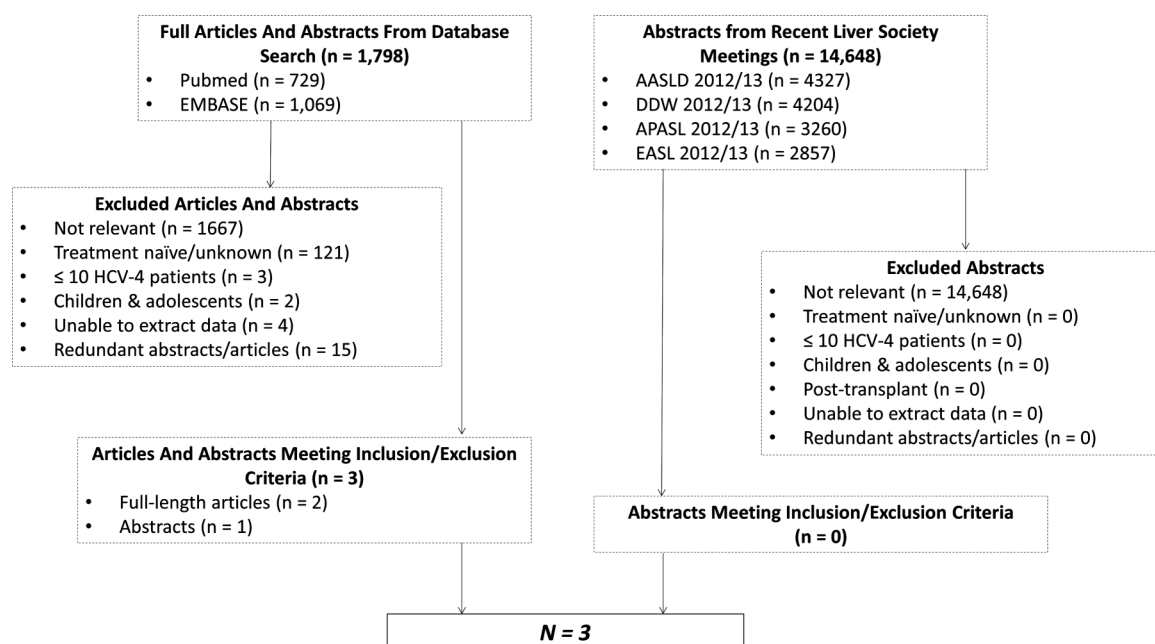 Full Articles And Abstracts From Database
Search (n = 1,798)
• Pubmed (n = 729)
• EMBASE (n = 1,069)
Abstracts from Recent Liver Society
Meetings (n = 14,648)
• AASLD 2012/13 (n = 4327)
• DDW 2012/13 (n = 4204)
• APASL 2012/13 (n = 3260)
• EASL 2012/13 (n = 2857)
Excluded Articles And Abstracts
• Not relevant (n = 1667)
• Treatment naïve/unknown (n = 121)
• ≤ 10 HCV-4 patients (n = 3)
• Children & adolescents (n = 2)
• Unable to extract data (n = 4)
• Redundant abstracts/articles (n = 15)
Excluded Abstracts
• Not relevant (n = 14,648)
• Treatment naïve/unknown (n = 0)
• ≤ 10 HCV-4 patients (n = 0)
• Children & adolescents (n = 0)
• Post-transplant (n = 0)
• Unable to extract data (n = 0)
• Redundant abstracts/articles (n = 0)
Articles And Abstracts Meeting Inclusion/Exclusion
Criteria (n = 3)
• Full-length articles (n = 2)
• Abstracts (n = 1)
Abstracts Meeting Inclusion/Exclusion Criteria
(n = 0)
N = 3